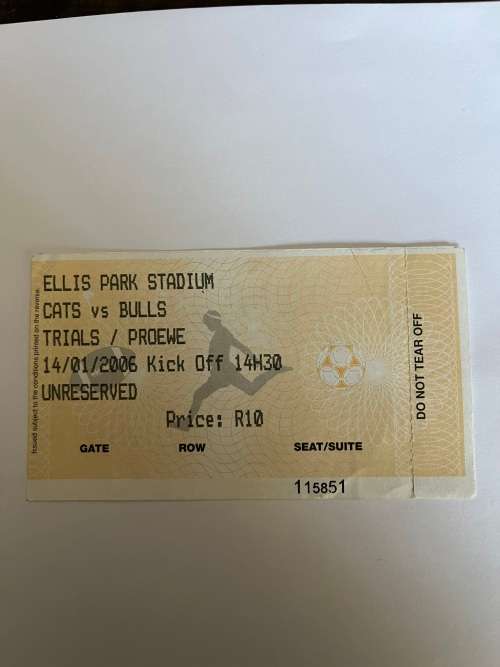 ELLIS PARK STADIUM
CATS vs BULLS
TRIALS / PROEWE
14/01/2006 Kick Off 14H30
UNRESERVED
Price: R10
GATE ROW SEAT/SUITE
115851
DO NOT TEAR OFF
Issued subject to the conditions printed on the reverse.